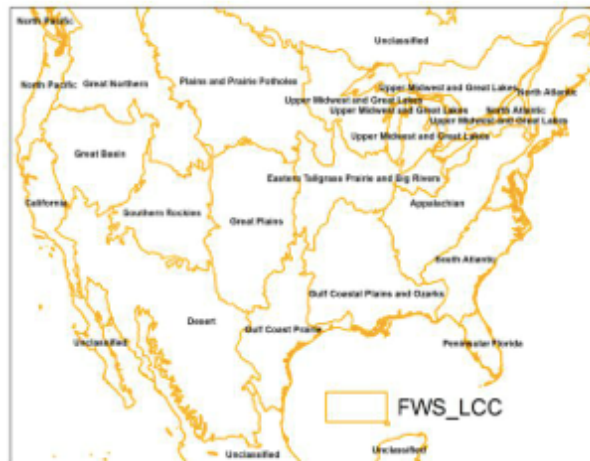 North Pacific
Unclassified
North Pacific
Great Northern
Plains and Prairie Potholes
Upper Midwest and Great Lakes
North Atlantic
Upper Midwest and Great Lakes
Upper Midwest and Great Lakes
North Atlantic
Upper Midwest and Great Lakes
Upper Midwest and Great Lakes
Great Basin
Eastern Tallgrass Prairie and Big Rivers
California
Southern Rockies
Great Plains
Appalachian
South Atlantic
Gulf Coastal Plains and Ozarks
Desert
Gulf Coast Prairie
Unclassified
Peninsular Florida
FWS_LCC
Unclassified
Unclassified